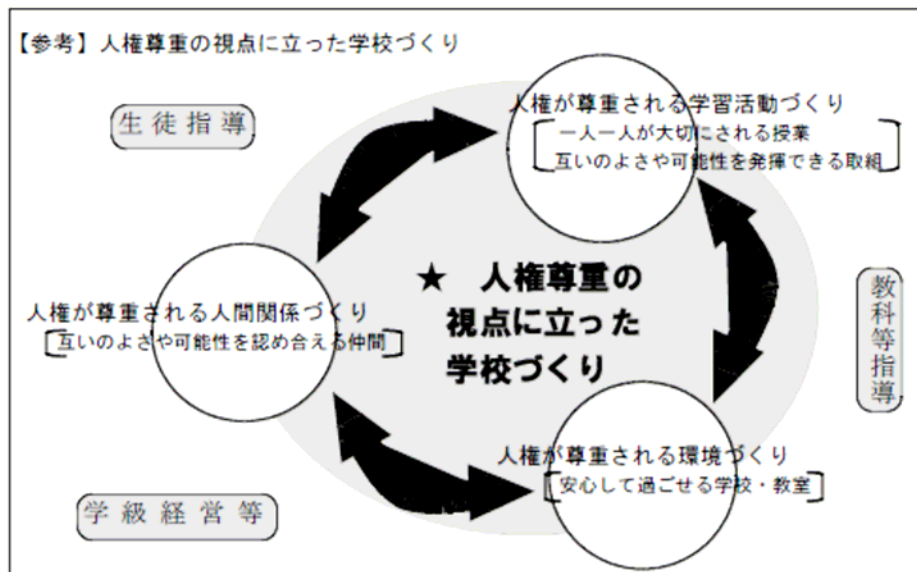 【参考】人権尊重の視点に立った学校づくり
生徒指導
人権が尊重される学習活動づくり
一人一人が大切にされる授業
互いのよさや可能性を発揮できる取組
人権が尊重される人間関係づくり
互いのよさや可能性を認め合える仲間
★ 人権尊重の
視点に立った
学校づくり
教科等指導
人権が尊重される環境づくり
安心して過ごせる学校・教室
学級経営等